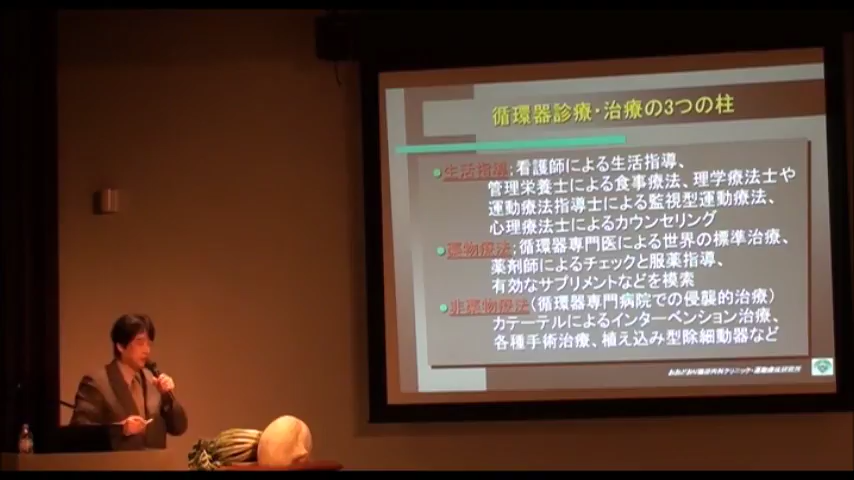 循環器診療・治療の3つの柱
生活指導;看護師による生活指導、
管理栄養士による食事療法、理学療法士や
運動療法指導士による監視型運動療法、
心理療法士によるカウンセリング
薬物療法;循環器専門医による世界の標準治療、
薬剤師によるチェックと服薬指導、
有効なサプリメントなどを模索
非薬物療法(循環器専門病院での侵襲的治療)
カテーテルによるインターベンション治療、
各種手術治療、植え込み型除細動器など